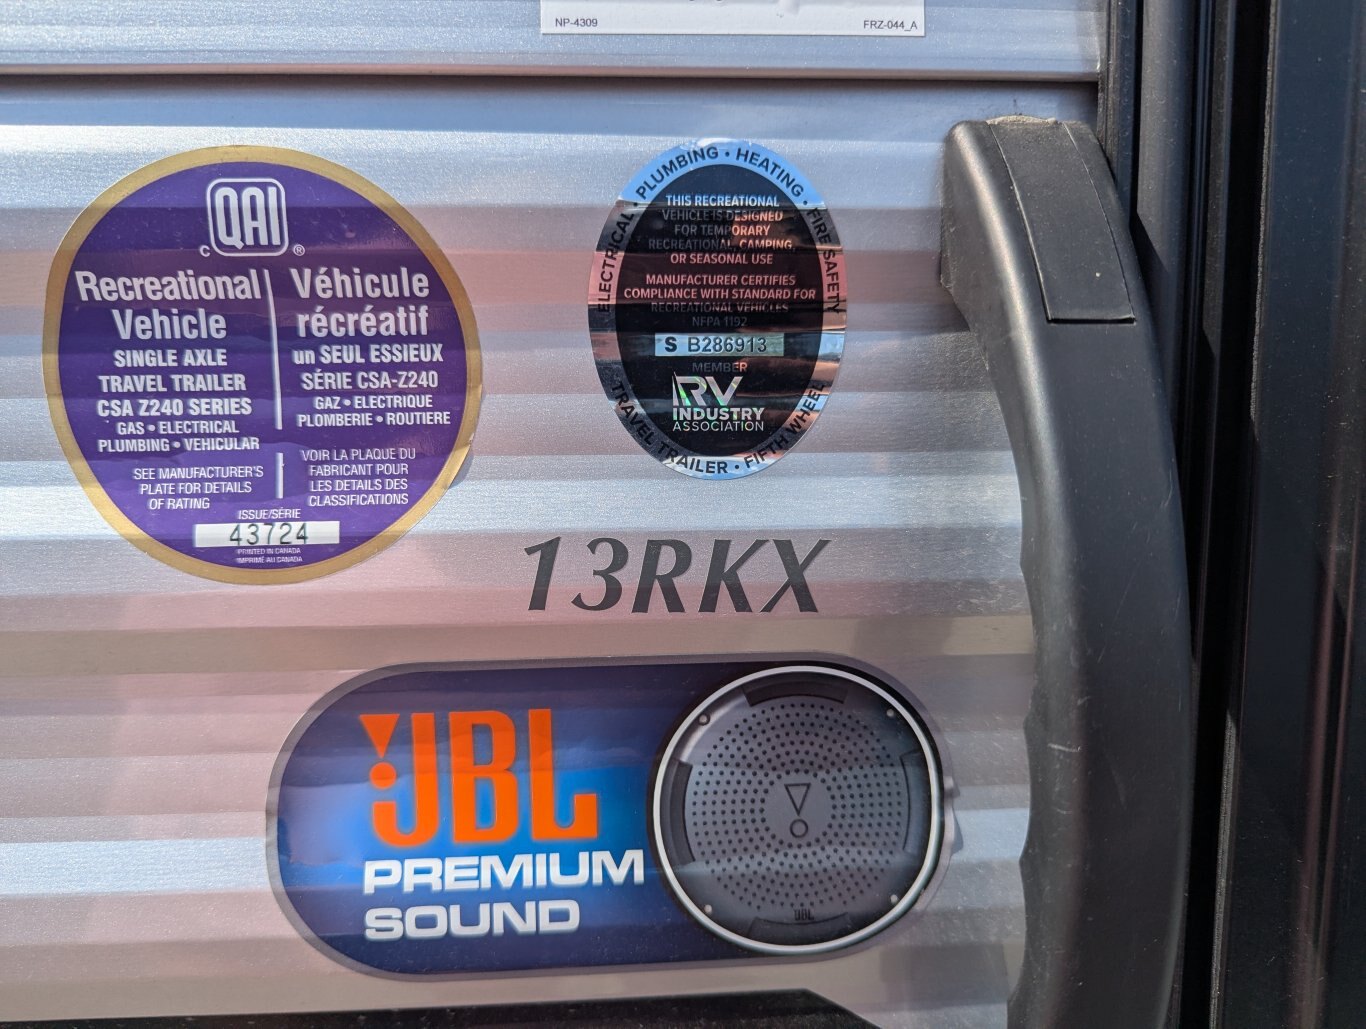 NP-4309
FRZ-044_A
QAI
C ®
Recreational
Vehicle
SINGLE AXLE
TRAVEL TRAILER
CSA Z240 SERIES
GAS • ELECTRICAL
PLUMBING • VEHICULAR
SEE MANUFACTURER'S
PLATE FOR DETAILS
OF RATING
Véhicule
récréatif
un SEUL ESSIEUX
SÉRIE CSA-Z240
GAZ • ELECTRIQUE
PLOMBERIE • ROUTIERE
VOIR LA PLAQUE DU
FABRICANT POUR
LES DETAILS DES
CLASSIFICATIONS
ISSUE/SÉRIE
43724
PRINTED IN CANADA
IMPRIMÉ AU CANADA
ELECTRICAL • PLUMBING • HEATING • FIRE SAFETY
THIS RECREATIONAL
VEHICLE IS DESIGNED
FOR TEMPORARY
RECREATIONAL, CAMPING,
OR SEASONAL USE
MANUFACTURER CERTIFIES
COMPLIANCE WITH STANDARD FOR
RECREATIONAL VEHICLES
NFPA 1192
S B286913
MEMBER
RV
INDUSTRY
ASSOCIATION
TRAVEL TRAILER • FIFTH WHEEL
13RKX
JBL
PREMIUM
SOUND
JBL